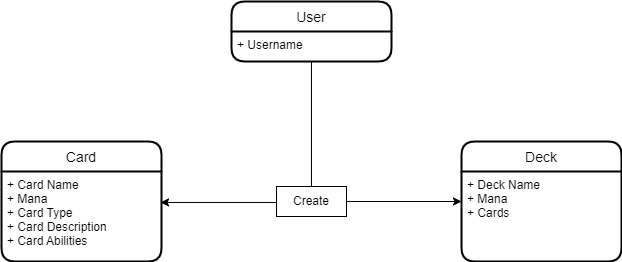 User
+ Username
Card
+ Card Name
+ Mana
+ Card Type
+ Card Description
+ Card Abilities
Create
Deck
+ Deck Name
+ Mana
+ Cards